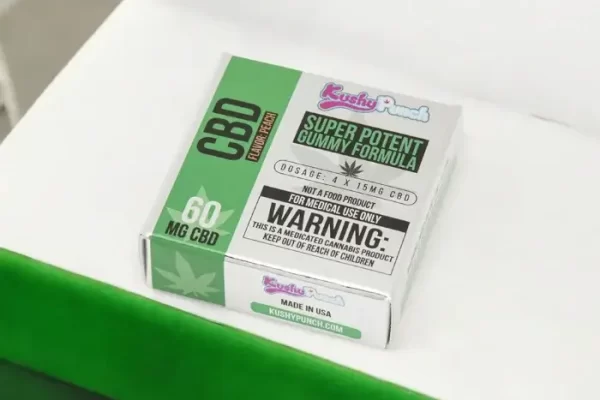 CBD
FLAVOR: PEACH
60
MG CBD
KushyPunch
SUPER POTENT
GUMMY FORMULA
DOSAGE: 4 X 15MG CBD
NOT A FOOD PRODUCT
FOR MEDICAL USE ONLY
WARNING:
THIS IS A MEDICATED CANNABIS PRODUCT
KEEP OUT OF REACH OF CHILDREN
KushyPunch
MADE IN USA
KUSHYPUNCH.COM